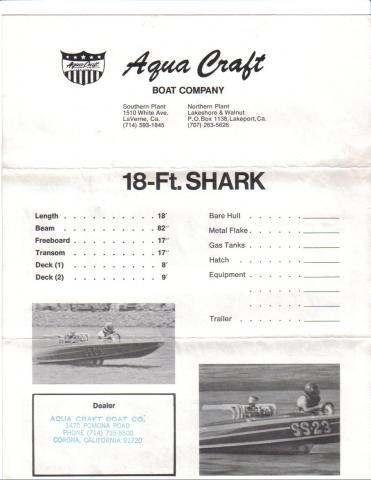 Aqua Craft
Aqua Craft
BOAT COMPANY
Southern Plant
1510 White Ave.
LaVerne, Ca.
(714) 593-1845
Northern Plant
Lakeshore & Walnut
P.O.Box 1138, Lakeport, Ca.
(707) 263-5626
18-Ft. SHARK
Length . . . . . . . . . . 18'
Beam . . . . . . . . . . 82"
Freeboard . . . . . . . . . 17"
Transom . . . . . . . . . 17"
Deck (1) . . . . . . . . . 8'
Deck (2) . . . . . . . . . 9'
Bare Hull . . . . . .
Metal Flake . . . . . .
Gas Tanks . . . . . .
Hatch . . . . . .
Equipment . . . . . .
Trailer . . . . . .
Dealer
AQUA CRAFT BOAT CO.
1470 POMONA ROAD
PHONE (714) 735-8500
CORONA, CALIFORNIA 91720
SS-23